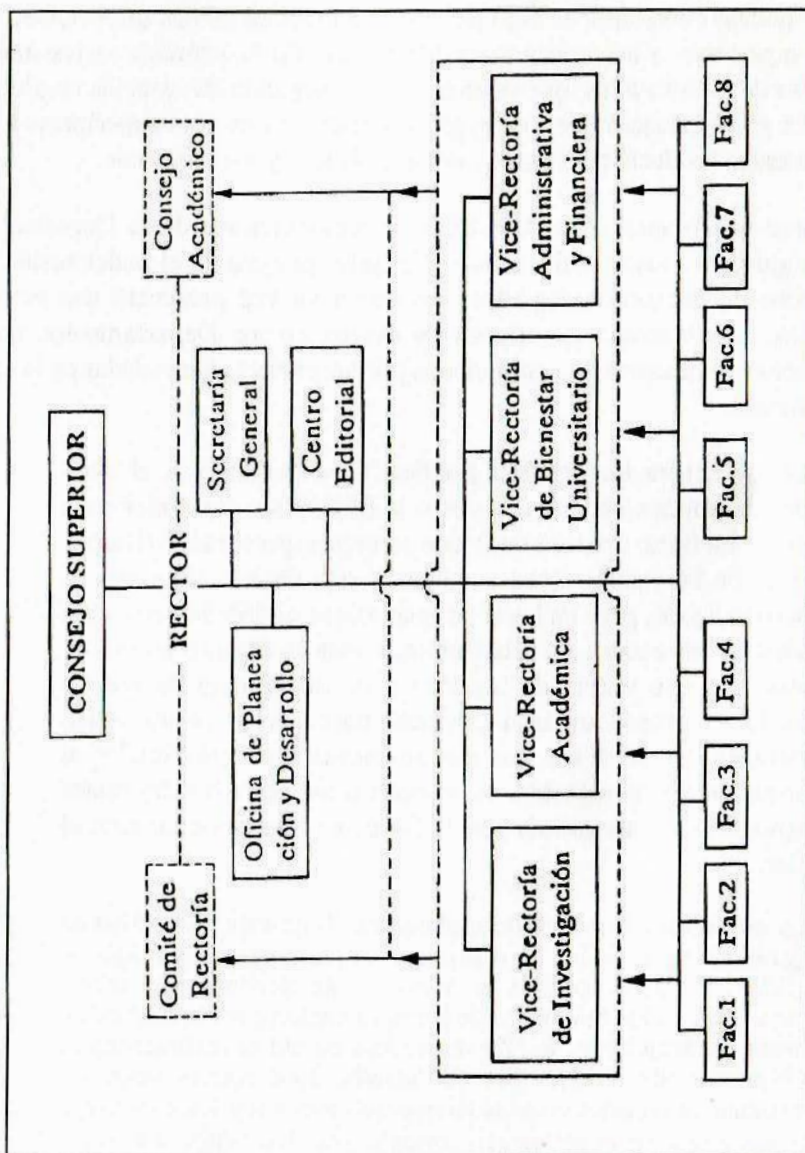 CONSEJO SUPERIOR
Comité de
Rectoría
RECTOR
Consejo
Académico
Secretaría
General
Oficina de Planea-
ción y Desarrollo
Centro
Editorial
Vice-Rectoría
de Investigación
Vice-Rectoría
Académica
Vice-Rectoría
de Bienestar
Universitario
Vice-Rectoría
Administrativa
y Financiera
Fac.1
Fac.2
Fac.3
Fac.4
Fac.5
Fac.6
Fac.7
Fac.8